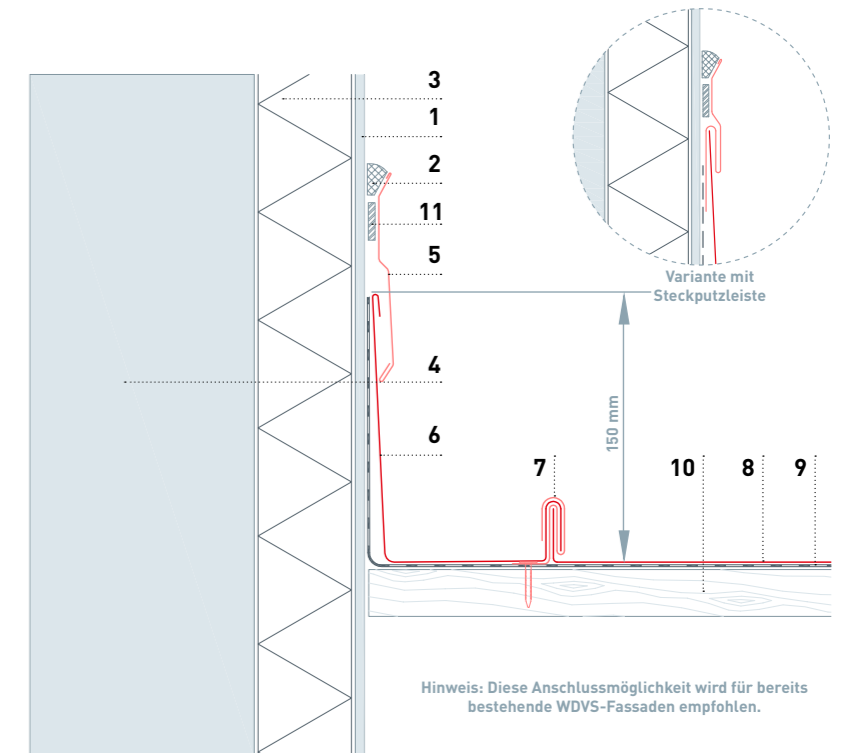 3
1
2
11
5
Variante mit
Steckputzleiste
4
150 mm
6
7
10
8
9
Hinweis: Diese Anschlussmöglichkeit wird für bereits
bestehende WDVS-Fassaden empfohlen.